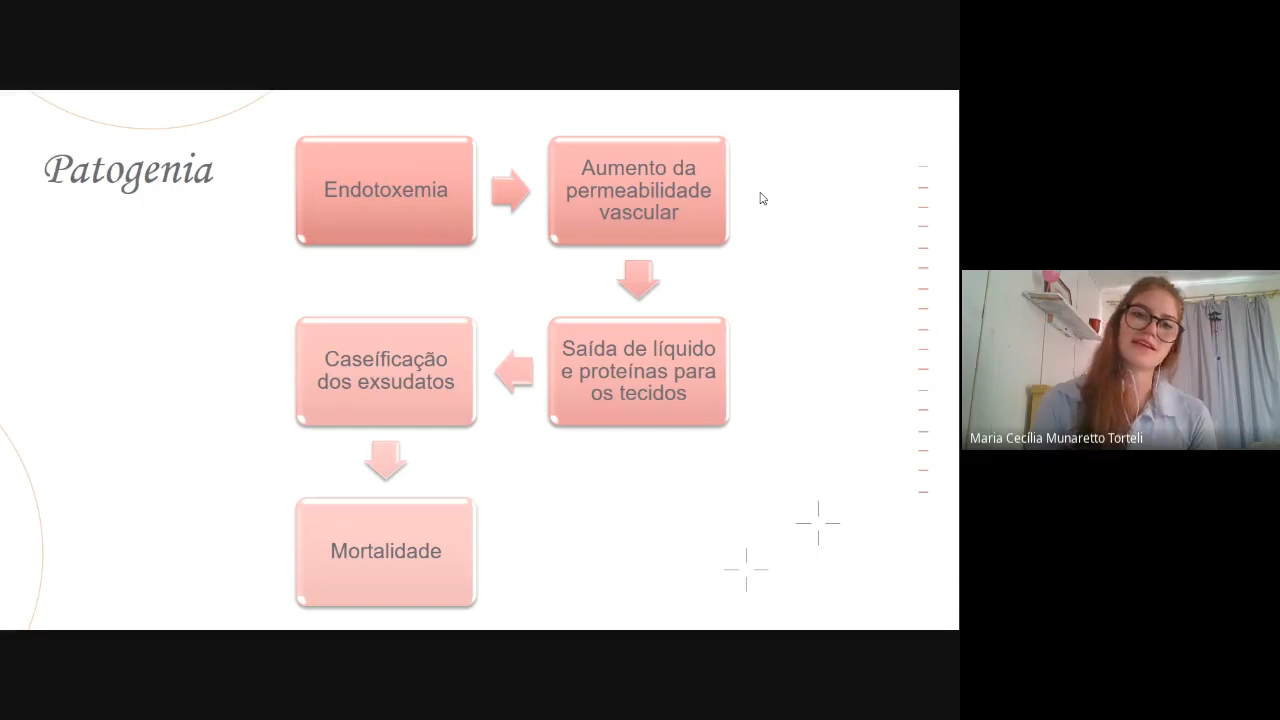 Patogenia
Endotoxemia
Aumento da
permeabilidade
vascular
Saída de líquido
e proteínas para
os tecidos
Caseíficação
dos exsudatos
Mortalidade
Maria Cecília Munaretto Torteli